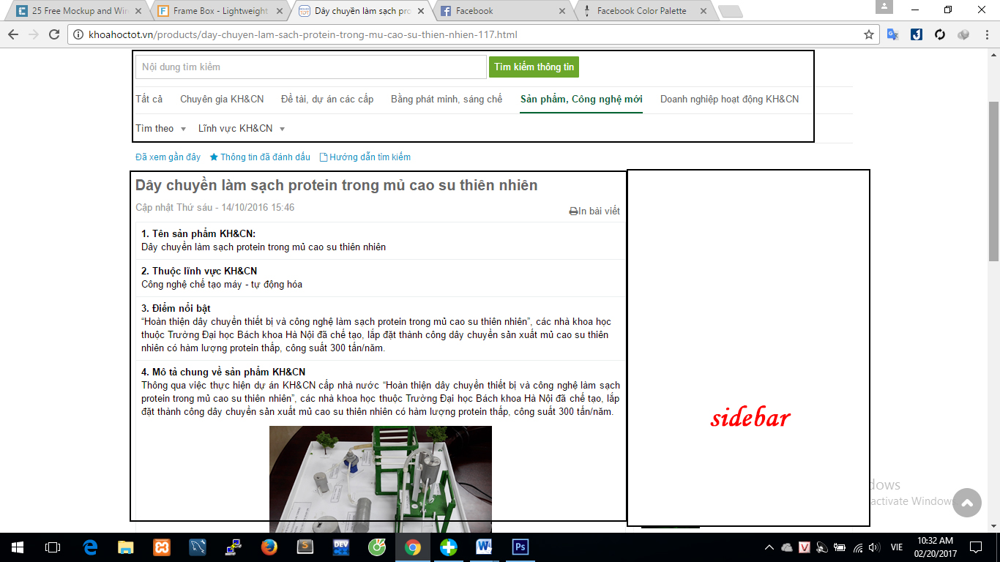 25 Free Mockup and Wir
Frame Box - Lightweight
Dây chuyền làm sạch pro
Facebook
Facebook Color Palette
khoahoctot.vn/products/day-chuyen-lam-sach-protein-trong-mu-cao-su-thien-nhien-117.html
Nội dung tìm kiếm
Tìm kiếm thông tin
Tất cả Chuyên gia KH&CN Đề tài, dự án các cấp Bằng phát minh, sáng chế Sản phẩm, Công nghệ mới Doanh nghiệp hoạt động KH&CN
Tìm theo Lĩnh vực KH&CN
Đã xem gần đây Thông tin đã đánh dấu Hướng dẫn tìm kiếm
Dây chuyền làm sạch protein trong mủ cao su thiên nhiên
Cập nhật Thứ sáu - 14/10/2016 15:46
In bài viết
1. Tên sản phẩm KH&CN:
Dây chuyền làm sạch protein trong mủ cao su thiên nhiên
2. Thuộc lĩnh vực KH&CN
Công nghệ chế tạo máy - tự động hóa
3. Điểm nổi bật
“Hoàn thiện dây chuyền thiết bị và công nghệ làm sạch protein trong mủ cao su thiên nhiên”, các nhà khoa học
thuộc Trường Đại học Bách khoa Hà Nội đã chế tạo, lắp đặt thành công dây chuyền sản xuất mủ cao su thiên
nhiên có hàm lượng protein thấp, công suất 300 tấn/năm.
4. Mô tả chung về sản phẩm KH&CN
Thông qua việc thực hiện dự án KH&CN cấp nhà nước “Hoàn thiện dây chuyền thiết bị và công nghệ làm sạch
protein trong mủ cao su thiên nhiên”, các nhà khoa học thuộc Trường Đại học Bách khoa Hà Nội đã chế tạo, lắp
đặt thành công dây chuyền sản xuất mủ cao su thiên nhiên có hàm lượng protein thấp, công suất 300 tấn/năm.
sidebar
dows
activate Windows
VIE
10:32 AM
02/20/2017